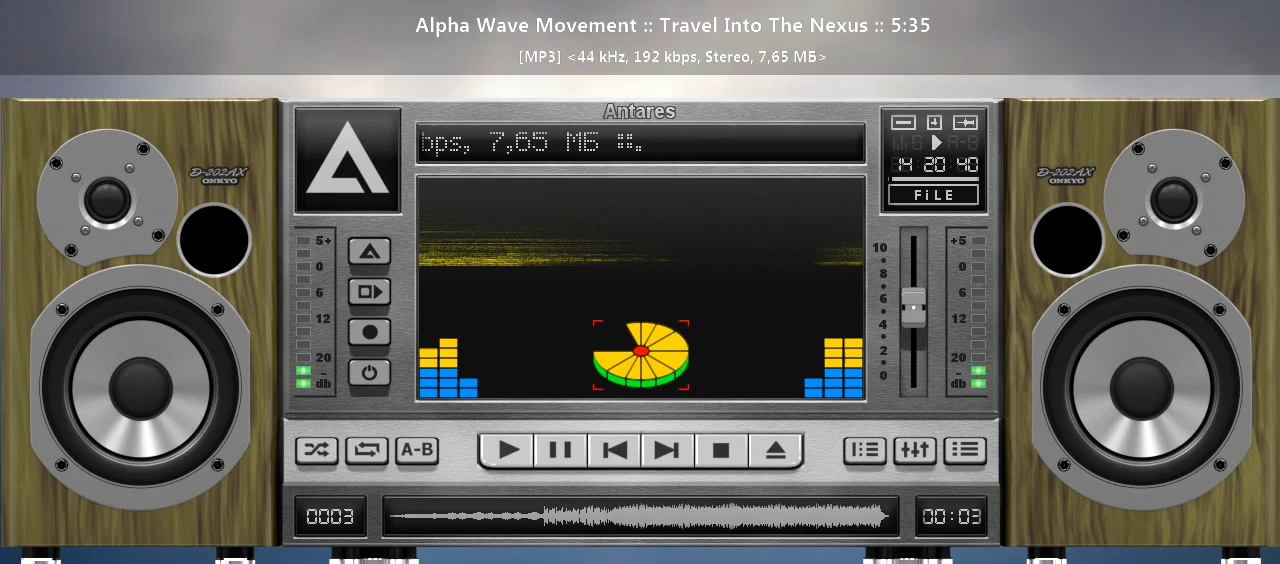 Alpha Wave Movement :: Travel Into The Nexus :: 5:35
[MP3] <44 kHz, 192 kbps, Stereo, 7,65 МБ>
Antares
bps, 7,65 МБ ::.
A-B
14:20:40
FiLE
D-202AX
ONKYO
D-202AX
ONKYO
5+
0
6
12
20
-
db
10
8
6
4
2
0
+5
0
6
12
20
-
db
A-B
0003
00:03